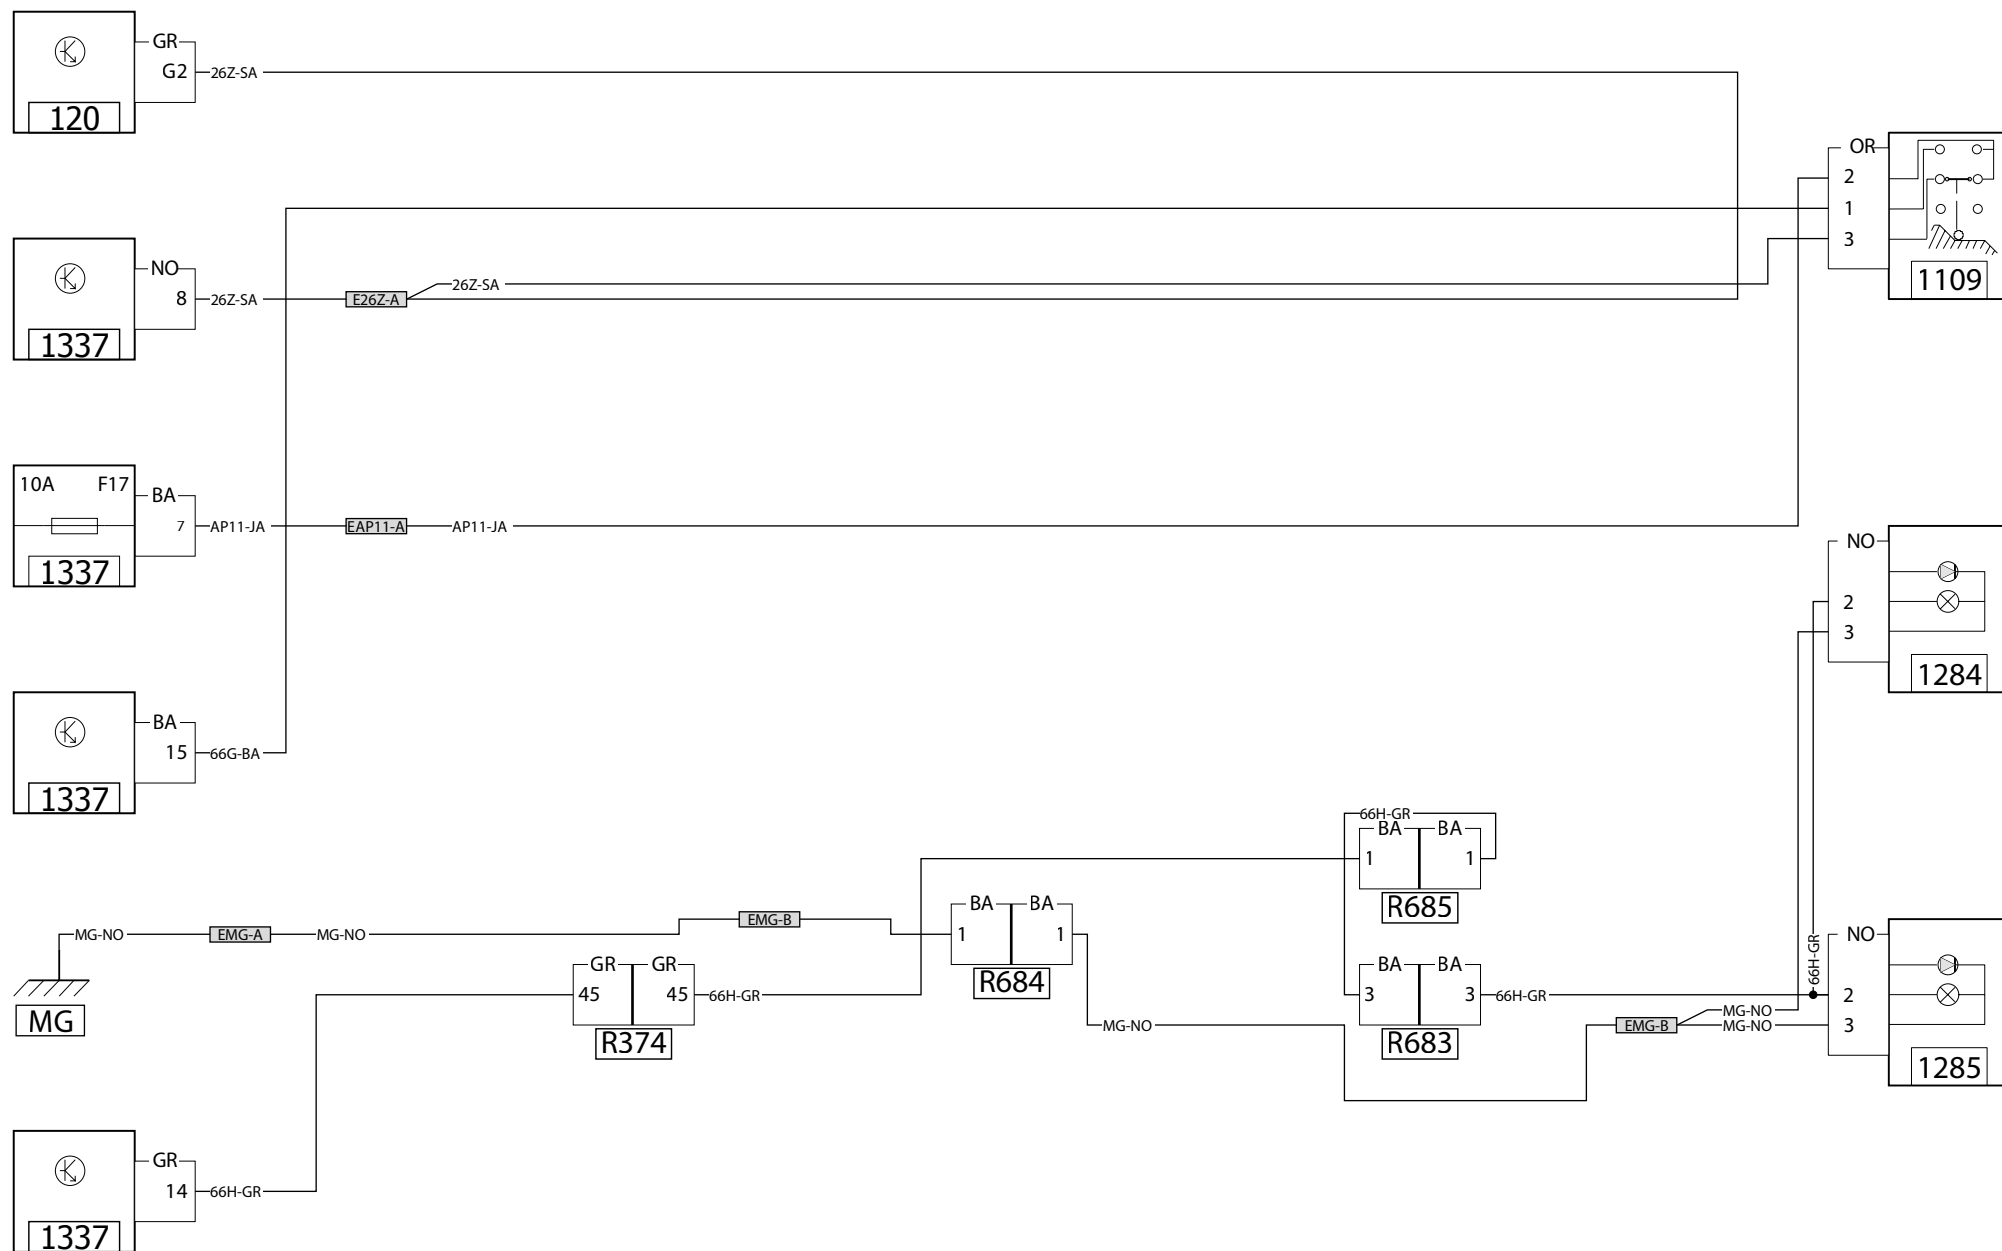 GR
G2 26Z-SA
120
OR
2
1
3
1109
NO
8 26Z-SA E26Z-A 26Z-SA
1337
10A F17 BA
7 AP11-JA EAP11-A AP11-JA
1337
NO
2
3
1284
BA
15 66G-BA
1337
66H-GR
BA BA
1 1
R685
MG-NO EMG-A MG-NO EMG-B
MG
BA BA
1 1
R684
GR GR
45 45 66H-GR
R374
BA BA
3 3 66H-GR
R683
MG-NO
EMG-B MG-NO
MG-NO
66H-GR
NO
2
3
1285
GR
14 66H-GR
1337